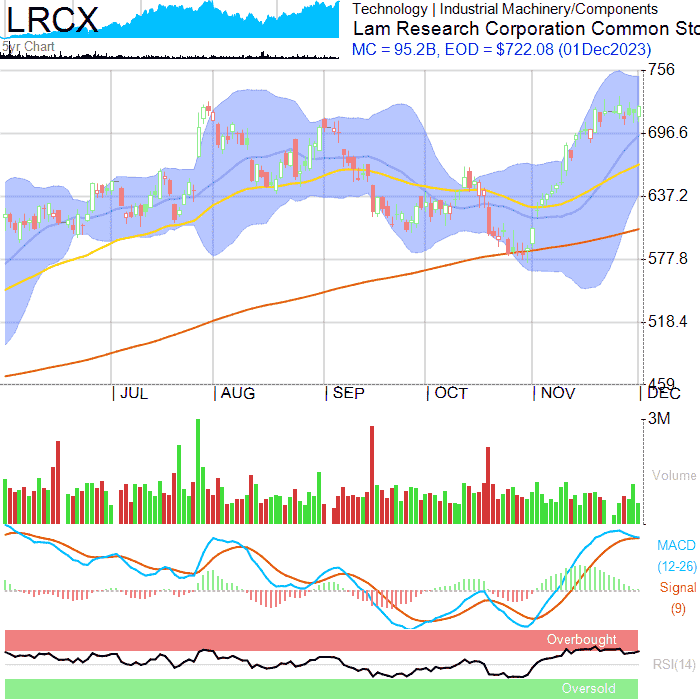 LRCX
5yr Chart
Technology | Industrial Machinery/Components
Lam Research Corporation Common Sto
MC = 95.2B, EOD = $722.08 (01Dec2023)
756
696.6
637.2
577.8
518.4
459
JUL AUG SEP OCT NOV DEC
3M
Volume
MACD
(12-26)
Signal
(9)
Overbought
RSI(14)
Oversold